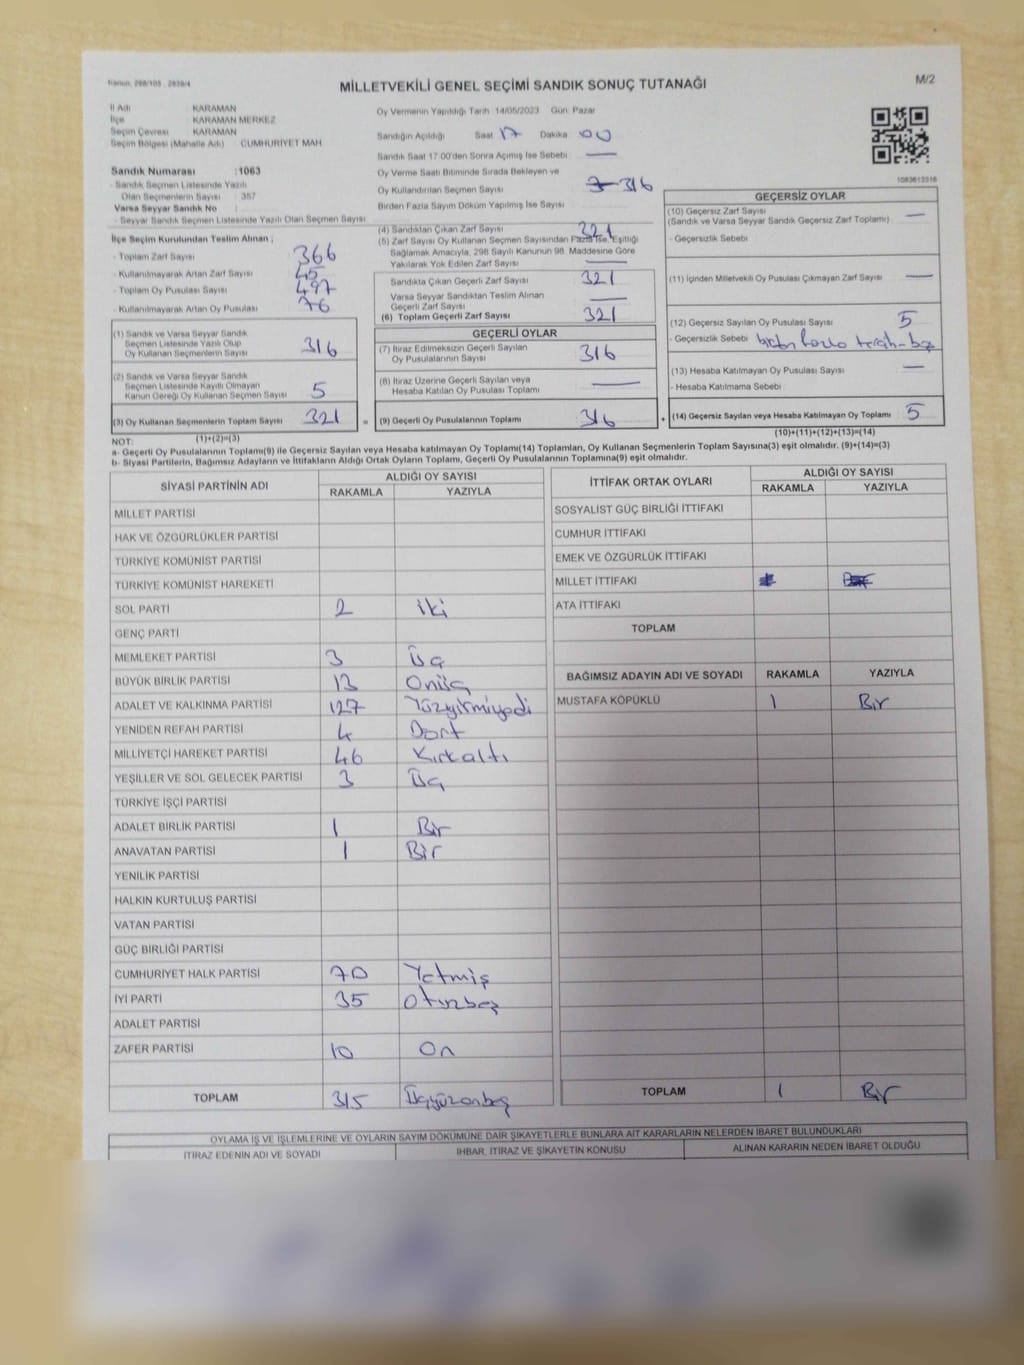 Kanun: 298/105 - 2839/4
MİLLETVEKİLİ GENEL SEÇİMİ SANDIK SONUÇ TUTANAĞI
M/2
İl Adı : KARAMAN
İlçe : KARAMAN MERKEZ
Seçim Çevresi : KARAMAN
Seçim Bölgesi (Mahalle Adı) : CUMHURİYET MAH
Oy Vermenin Yapıldığı Tarih : 14/05/2023 Gün: Pazar
Sandığın Açıldığı Saat 17 Dakika 00
Sandık Saat 17:00'den Sonra Açılmış İse Sebebi
Oy Verme Saati Bitiminde Sırada Bekleyen ve
Oy Kullandırılan Seçmen Sayısı 316
Birden Fazla Sayım Döküm Yapılmış İse Sayısı
Sandık Numarası :1063
- Sandık Seçmen Listesinde Yazılı
Olan Seçmenlerin Sayısı : 357
Varsa Seyyar Sandık No :
- Seyyar Sandık Seçmen Listesinde Yazılı Olan Seçmen Sayısı
İlçe Seçim Kurulundan Teslim Alınan ;
- Toplam Zarf Sayısı 366
- Kullanılmayarak Artan Zarf Sayısı 45
- Toplam Oy Pusulası Sayısı 497
- Kullanılmayarak Artan Oy Pusulası 76
(1) Sandık ve Varsa Seyyar Sandık
Seçmen Listesinde Yazılı Olup
Oy Kullanan Seçmenlerin Sayısı 316
(2) Sandık ve Varsa Seyyar Sandık
Seçmen Listesinde Kayıtlı Olmayan
Kanun Gereği Oy Kullanan Seçmen Sayısı 5
(3) Oy Kullanan Seçmenlerin Toplam Sayısı 321
(1)+(2)=(3)
(4) Sandıktan Çıkan Zarf Sayısı 321
(5) Zarf Sayısı Oy Kullanan Seçmen Sayısından Fazla İse, Eşitliği
Sağlamak Amacıyla, 298 Sayılı Kanunun 98. Maddesine Göre
Yakılarak Yok Edilen Zarf Sayısı
Sandıkta Çıkan Geçerli Zarf Sayısı 321
Varsa Seyyar Sandıktan Teslim Alınan
Geçerli Zarf Sayısı
(6) Toplam Geçerli Zarf Sayısı 321
GEÇERLİ OYLAR
(7) İtiraz Edilmeksizin Geçerli Sayılan
Oy Pusulalarının Sayısı 316
(8) İtiraz Üzerine Geçerli Sayılan veya
Hesaba Katılan Oy Pusulası Toplamı
= (9) Geçerli Oy Pusulalarının Toplamı 316
1063612316
GEÇERSİZ OYLAR
(10) Geçersiz Zarf Sayısı
(Sandık ve Varsa Seyyar Sandık Geçersiz Zarf Toplamı)
- Geçersizlik Sebebi
(11) İçinden Milletvekili Oy Pusulası Çıkmayan Zarf Sayısı
(12) Geçersiz Sayılan Oy Pusulası Sayısı 5
- Geçersizlik Sebebi birden fazla
(13) Hesaba Katılmayan Oy Pusulası Sayısı
- Hesaba Katılmama Sebebi :
+ (14) Geçersiz Sayılan veya Hesaba Katılmayan Oy Toplamı 5
(10)+(11)+(12)+(13)=(14)
NOT:
a- Geçerli Oy Pusulalarının Toplamı(9) ile Geçersiz Sayılan veya Hesaba katılmayan Oy Toplamı(14) Toplamları, Oy Kullanan Seçmenlerin Toplam Sayısına(3) eşit olmalıdır. (9)+(14)=(3)
b- Siyasi Partilerin, Bağımsız Adayların ve İttifakların Aldığı Ortak Oyların Toplamı, Geçerli Oy Pusulalarının Toplamına(9) eşit olmalıdır.
SİYASİ PARTİNİN ADI
ALDIĞI OY SAYISI
RAKAMLA YAZIYLA
MİLLET PARTİSİ
HAK VE ÖZGÜRLÜKLER PARTİSİ
TÜRKİYE KOMÜNİST PARTİSİ
TÜRKİYE KOMÜNİST HAREKETİ
SOL PARTİ 2 iki
GENÇ PARTİ
MEMLEKET PARTİSİ 3 Üç
BÜYÜK BİRLİK PARTİSİ 13 Onüç
ADALET VE KALKINMA PARTİSİ 127 Yüzyirmiyedi
YENİDEN REFAH PARTİSİ 4 Dört
MİLLİYETÇİ HAREKET PARTİSİ 46 Kırkaltı
YEŞİLLER VE SOL GELECEK PARTİSİ 3 Üç
TÜRKİYE İŞÇİ PARTİSİ
ADALET BİRLİK PARTİSİ 1 Bir
ANAVATAN PARTİSİ 1 Bir
YENİLİK PARTİSİ
HALKIN KURTULUŞ PARTİSİ
VATAN PARTİSİ
GÜÇ BİRLİĞİ PARTİSİ
CUMHURİYET HALK PARTİSİ 70 Yetmiş
İYİ PARTİ 35 Otuzbeş
ADALET PARTİSİ
ZAFER PARTİSİ 10 On
TOPLAM 315 Üçyüzonbeş
İTTİFAK ORTAK OYLARI
ALDIĞI OY SAYISI
RAKAMLA YAZIYLA
SOSYALİST GÜÇ BİRLİĞİ İTTİFAKI
CUMHUR İTTİFAKI
EMEK VE ÖZGÜRLÜK İTTİFAKI
MİLLET İTTİFAKI
ATA İTTİFAKI
TOPLAM
BAĞIMSIZ ADAYIN ADI VE SOYADI RAKAMLA YAZIYLA
MUSTAFA KÖPÜKLÜ 1 Bir
TOPLAM 1 Bir
OYLAMA İŞ VE İŞLEMLERİNE VE OYLARIN SAYIM DÖKÜMÜNE DAİR ŞİKAYETLERLE BUNLARA AİT KARARLARIN NELERDEN İBARET BULUNDUKLARI
İTİRAZ EDENİN ADI VE SOYADI
İHBAR, İTİRAZ VE ŞİKAYETİN KONUSU
ALINAN KARARIN NEDEN İBARET OLDUĞU